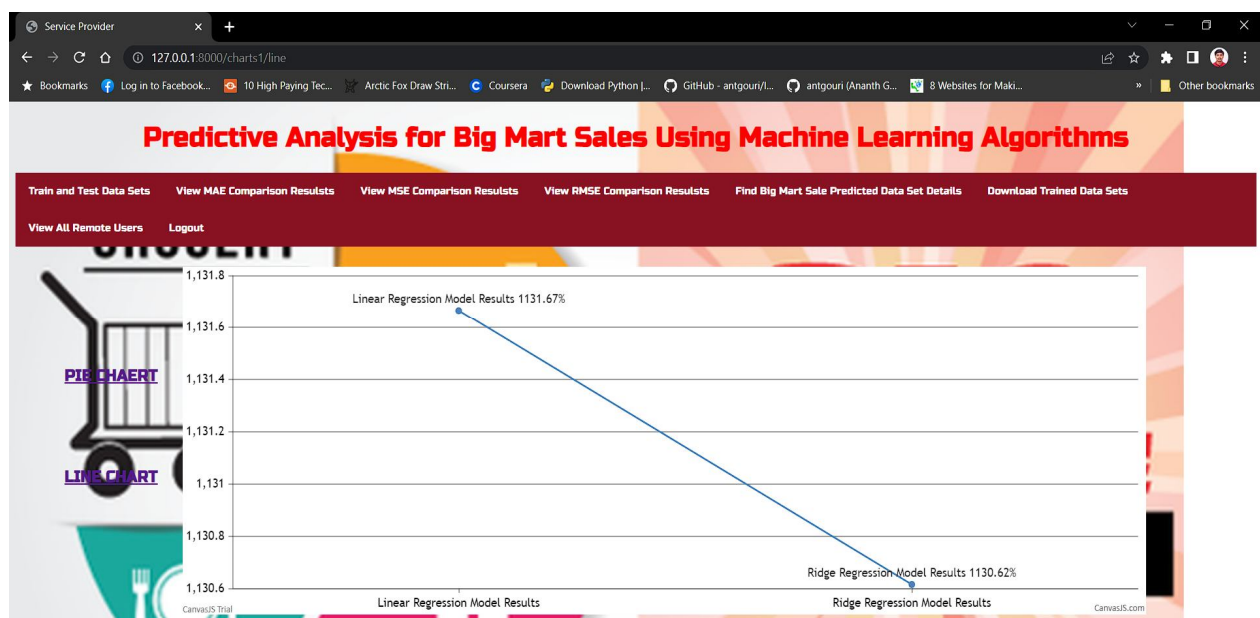 Service Provider
127.0.0.1:8000/charts1/line
Bookmarks Log in to Facebook... 10 High Paying Tec... Arctic Fox Draw Stri... Coursera Download Python |... GitHub - antgouri/I... antgouri (Ananth G... 8 Websites for Maki... » Other bookmarks
Predictive Analysis for Big Mart Sales Using Machine Learning Algorithms
Train and Test Data Sets View MAE Comparison Resulsts View MSE Comparison Resulsts View RMSE Comparison Resulsts Find Big Mart Sale Predicted Data Set Details Download Trained Data Sets
View All Remote Users Logout
1,131.8
Linear Regression Model Results 1131.67%
1,131.6
PIE CHAERT
1,131.4
1,131.2
LINE CHART
1,131
1,130.8
Ridge Regression Model Results 1130.62%
1,130.6
Linear Regression Model Results Ridge Regression Model Results
CanvasJS Trial CanvasJS.com